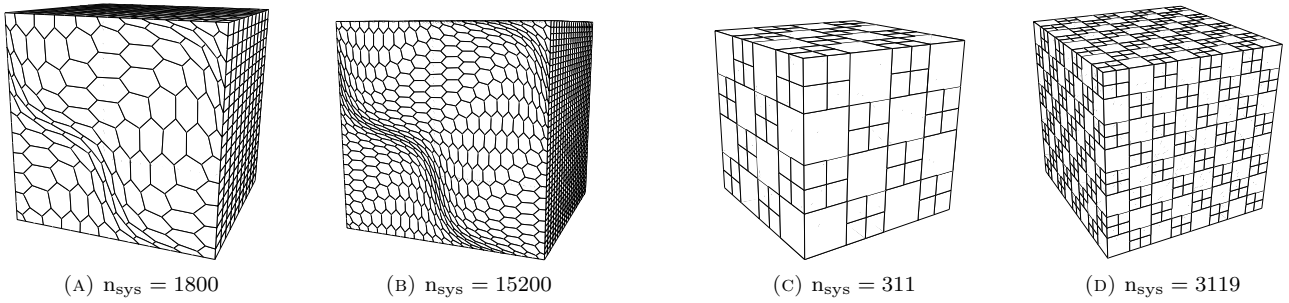 (A) n_sys = 1800
(B) n_sys = 15200
(C) n_sys = 311
(D) n_sys = 3119